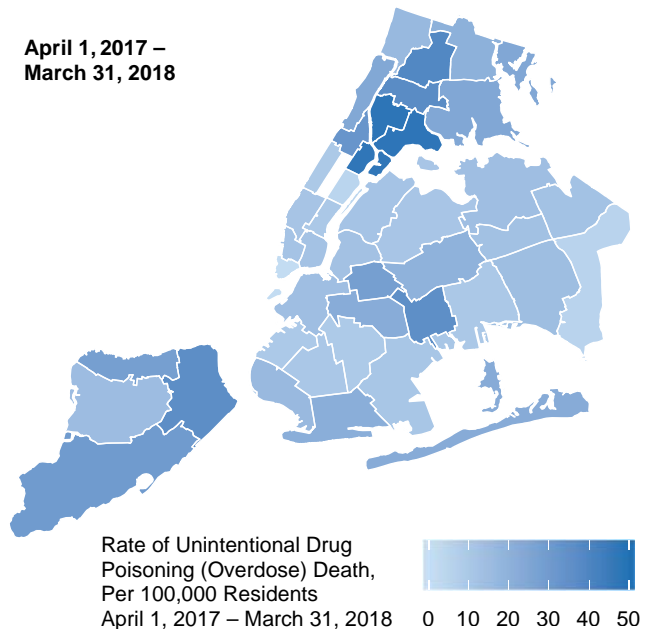 April 1, 2017 –
March 31, 2018
Rate of Unintentional Drug
Poisoning (Overdose) Death,
Per 100,000 Residents
April 1, 2017 – March 31, 2018
0 10 20 30 40 50